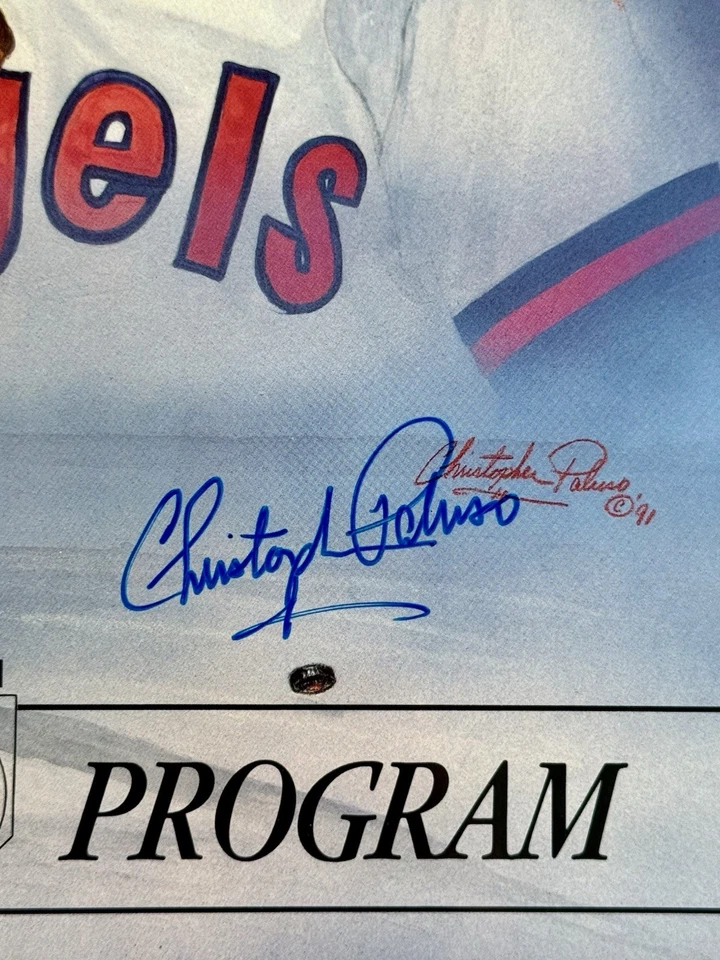 gels
Christopher Paluso
© '91
Christoph Paluso
PROGRAM